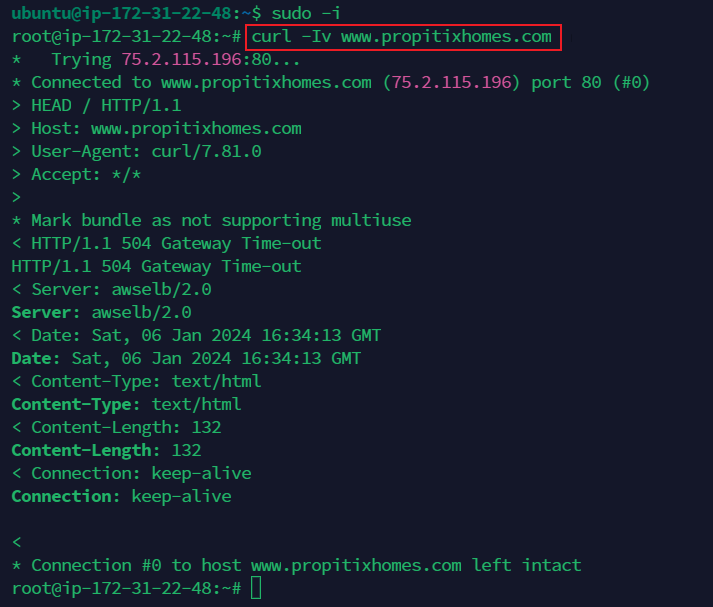 ubuntu@ip-172-31-22-48:~$ sudo -i
root@ip-172-31-22-48:~# curl -Iv www.propitixhomes.com
*   Trying 75.2.115.196:80...
* Connected to www.propitixhomes.com (75.2.115.196) port 80 (#0)
> HEAD / HTTP/1.1
> Host: www.propitixhomes.com
> User-Agent: curl/7.81.0
> Accept: */*
>
* Mark bundle as not supporting multiuse
< HTTP/1.1 504 Gateway Time-out
HTTP/1.1 504 Gateway Time-out
< Server: awselb/2.0
Server: awselb/2.0
< Date: Sat, 06 Jan 2024 16:34:13 GMT
Date: Sat, 06 Jan 2024 16:34:13 GMT
< Content-Type: text/html
Content-Type: text/html
< Content-Length: 132
Content-Length: 132
< Connection: keep-alive
Connection: keep-alive

<
* Connection #0 to host www.propitixhomes.com left intact
root@ip-172-31-22-48:~#